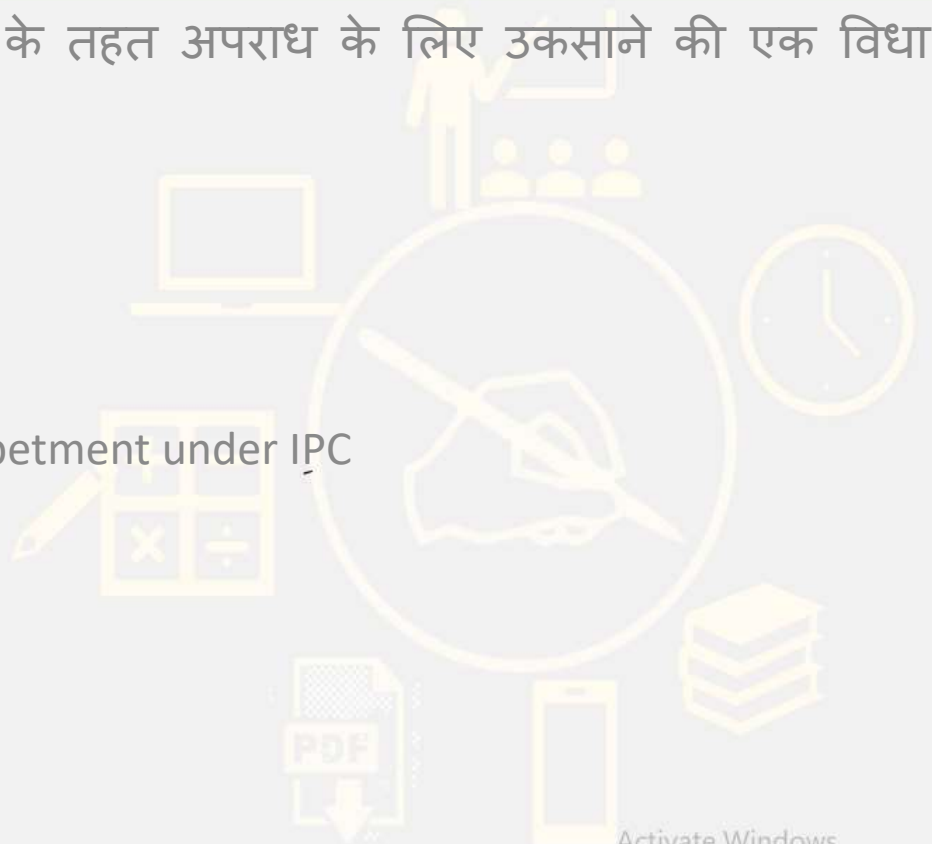 के तहत अपराध के लिए उकसाने की एक विधा
betment under IPC
PDF
Activate Windows